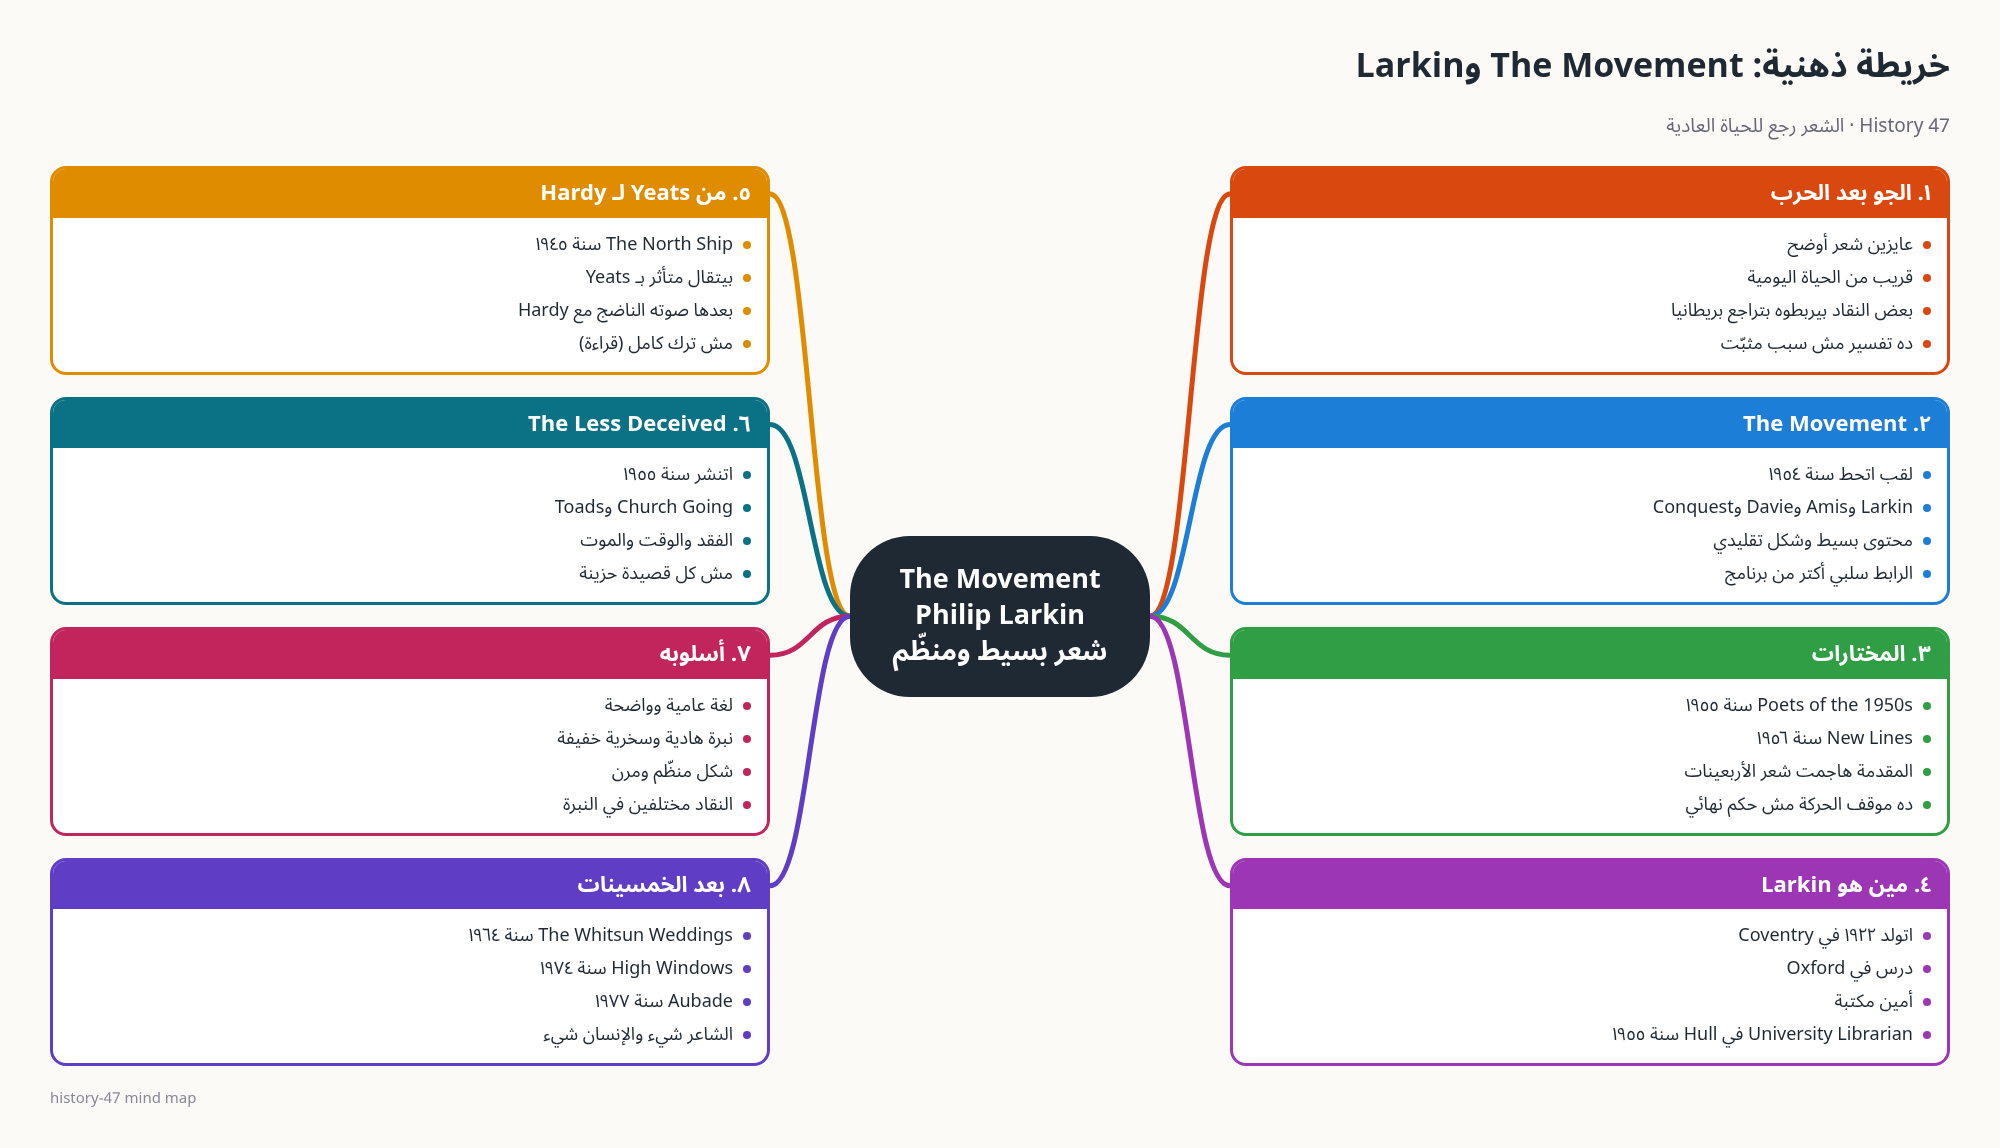 خريطة ذهنية: The Movement وLarkin
History 47 · الشعر رجع للحياة العادية
١. الجو بعد الحرب
عايزين شعر أوضح
قريب من الحياة اليومية
بعض النقاد بيربطوه بتراجع بريطانيا
ده تفسير مش سبب مثبّت
٢. The Movement
لقب اتحط سنة ١٩٥٤
Larkin وAmis وDavie وConquest
محتوى بسيط وشكل تقليدي
الرابط سلبي أكتر من برنامج
٣. المختارات
Poets of the 1950s سنة ١٩٥٥
New Lines سنة ١٩٥٦
المقدمة هاجمت شعر الأربعينات
ده موقف الحركة مش حكم نهائي
٤. مين هو Larkin
اتولد ١٩٢٢ في Coventry
درس في Oxford
أمين مكتبة
University Librarian في Hull سنة ١٩٥٥
The Movement
Philip Larkin
شعر بسيط ومنظّم
٥. من Yeats لـ Hardy
The North Ship سنة ١٩٤٥
بيتقال متأثر بـ Yeats
بعدها صوته الناضج مع Hardy
مش ترك كامل (قراءة)
٦. The Less Deceived
اتنشر سنة ١٩٥٥
Church Going وToads
الفقد والوقت والموت
مش كل قصيدة حزينة
٧. أسلوبه
لغة عامية وواضحة
نبرة هادية وسخرية خفيفة
شكل منظّم ومرن
النقاد مختلفين في النبرة
٨. بعد الخمسينات
The Whitsun Weddings سنة ١٩٦٤
High Windows سنة ١٩٧٤
Aubade سنة ١٩٧٧
الشاعر شيء والإنسان شيء
history-47 mind map